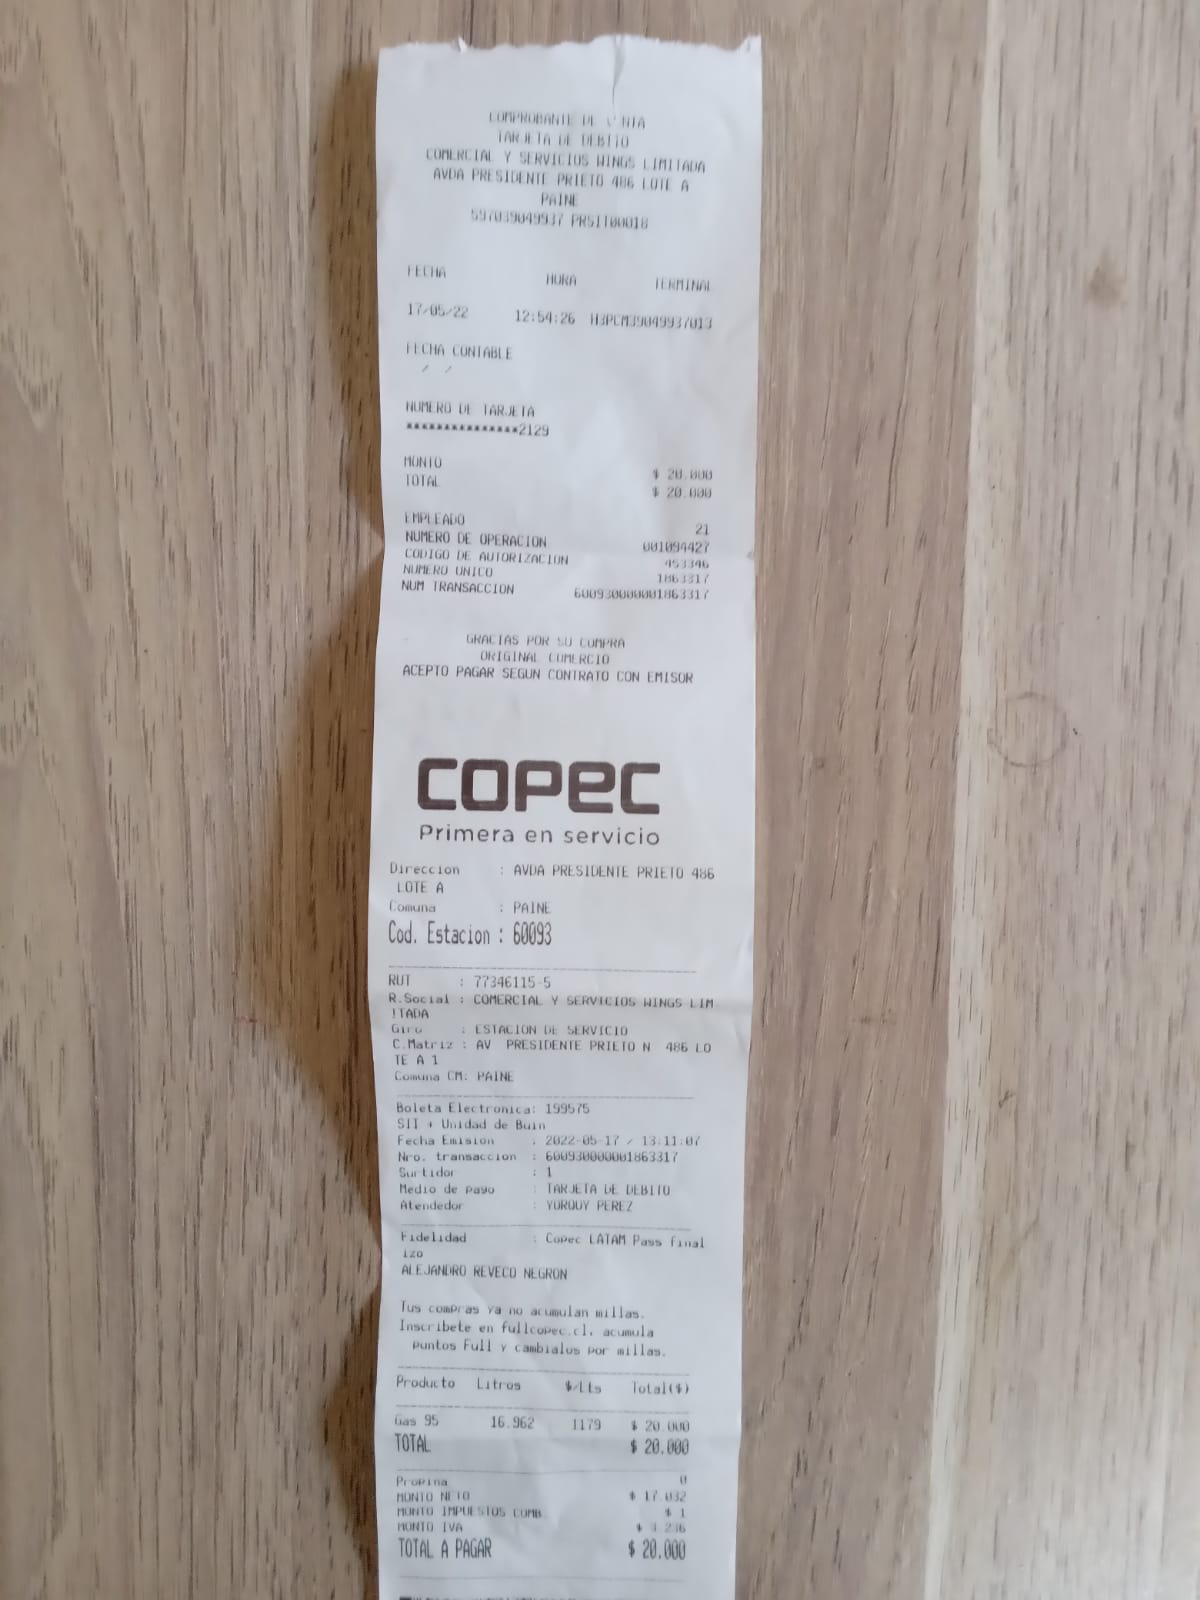 COMPROBANTE DE VENTA
TARJETA DE DEBITO
COMERCIAL Y SERVICIOS WINGS LIMITADA
AVDA PRESIDENTE PRIETO 486 LOTE A
PAINE
597039049937 PRSIT00018
FECHA HORA TERMINAL
17/05/22 12:54:26 H3PCM39049937013
FECHA CONTABLE
/ /
NUMERO DE TARJETA
***************2129
MONTO $ 20.000
TOTAL $ 20.000
EMPLEADO 21
NUMERO DE OPERACION 001094427
CODIGO DE AUTORIZACION 453346
NUMERO UNICO 1863317
NUM TRANSACCION 600930000001863317
GRACIAS POR SU COMPRA
ORIGINAL COMERCIO
ACEPTO PAGAR SEGUN CONTRATO CON EMISOR
COPEC
Primera en servicio
Direccion : AVDA PRESIDENTE PRIETO 486
LOTE A
Comuna : PAINE
Cod. Estacion : 60093
RUT : 77346115-5
R.Social : COMERCIAL Y SERVICIOS WINGS LIM
ITADA
Giro : ESTACION DE SERVICIO
C.Matriz : AV PRESIDENTE PRIETO N 486 LO
TE A 1
Comuna CM: PAINE
Boleta Electronica: 199575
SII + Unidad de Buin
Fecha Emision : 2022-05-17 / 13:11:07
Nro. transaccion : 600930000001863317
Surtidor : 1
Medio de pago : TARJETA DE DEBITO
Atendedor : YURQUY PEREZ
Fidelidad : Copec LATAM Pass final
izo
ALEJANDRO REVECO NEGRON
Tus compras ya no acumulan millas.
Inscribete en fullcopec.cl, acumula
puntos Full y cambialos por millas.
Producto Litros $/Lts Total($)
Gas 95 16.962 1179 $ 20.000
TOTAL $ 20.000
Propina 0
MONTO NETO $ 17.032
MONTO IMPUESTOS COMB. $ 1
MONTO IVA $ 3.236
TOTAL A PAGAR $ 20.000